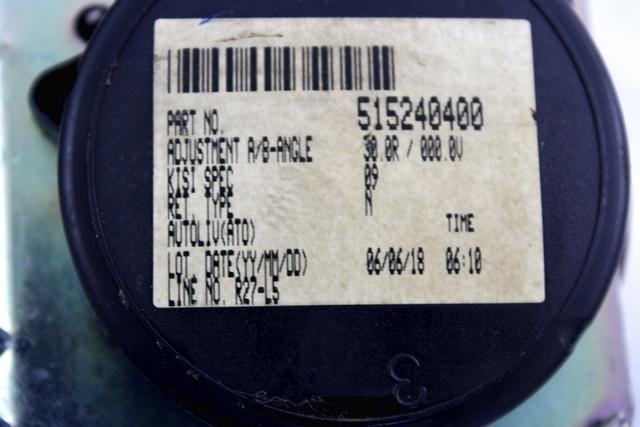 PART NO. 515240400
ADJUSTMENT A/B-ANGLE 30.0R / 000.0V
KISI SPEC 09
RET. TYPE N
AUTOLIV(ATO) TIME
LOT. DATE(YY/MM/DD) 06/06/18 06:10
LINE NO. R27-L5
3